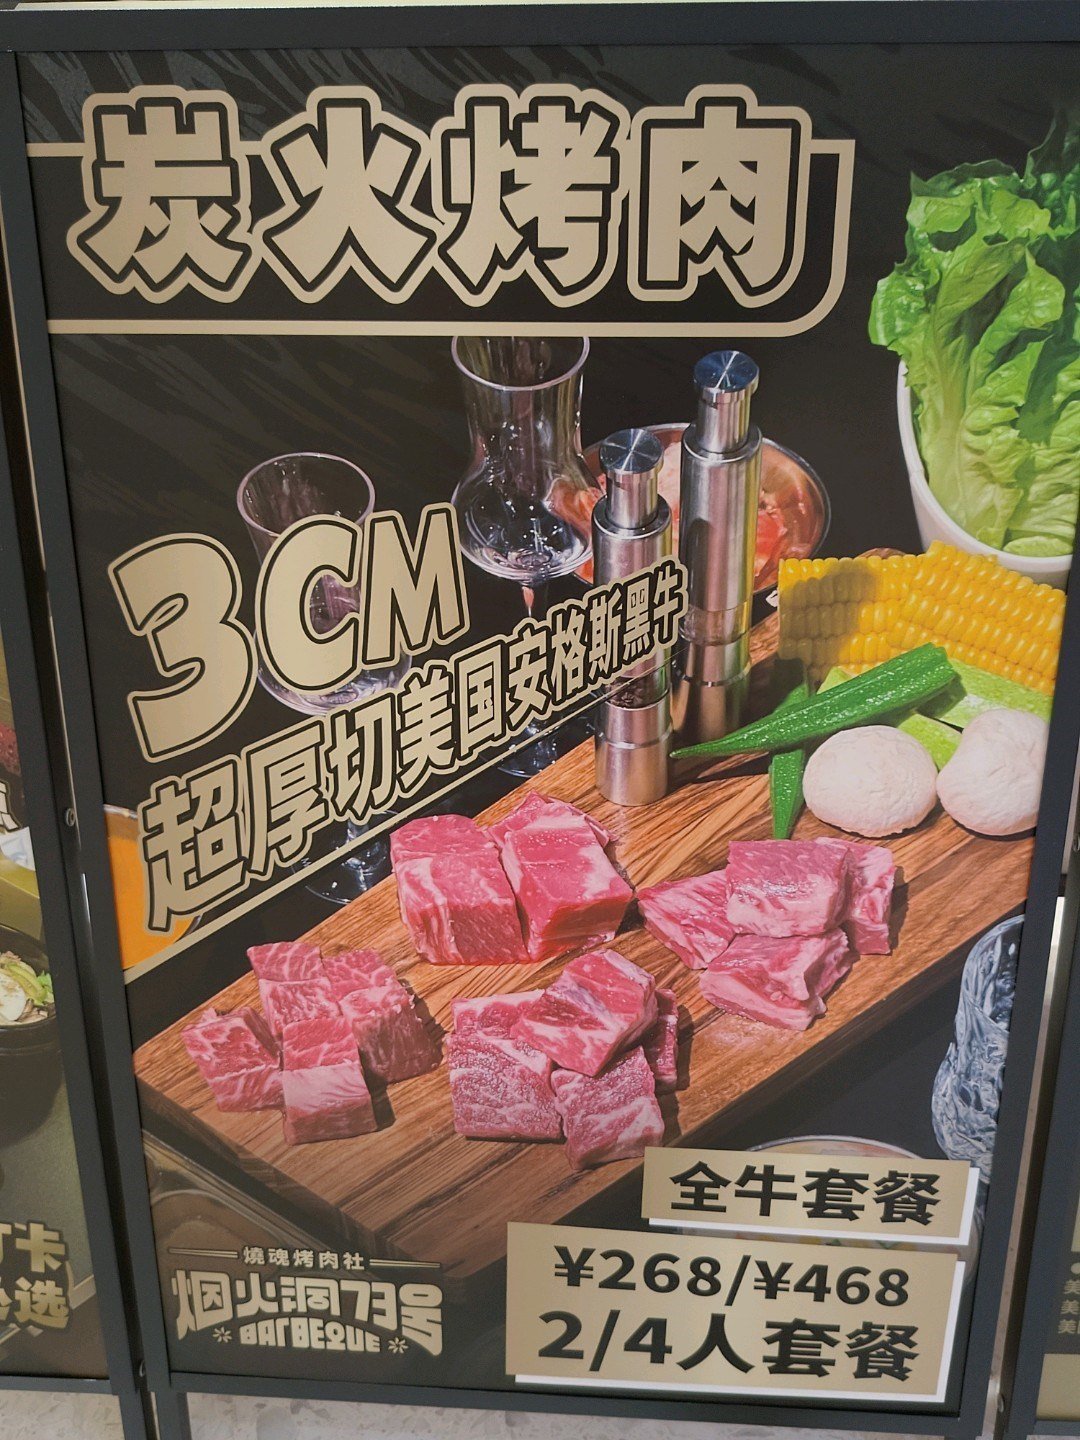 炭火烤肉
3CM
超厚切美国安格斯黑牛
全牛套餐
¥268/¥468
2/4人套餐
燒魂烤肉社
烟火洞73号
BARBEQUE
卡
选